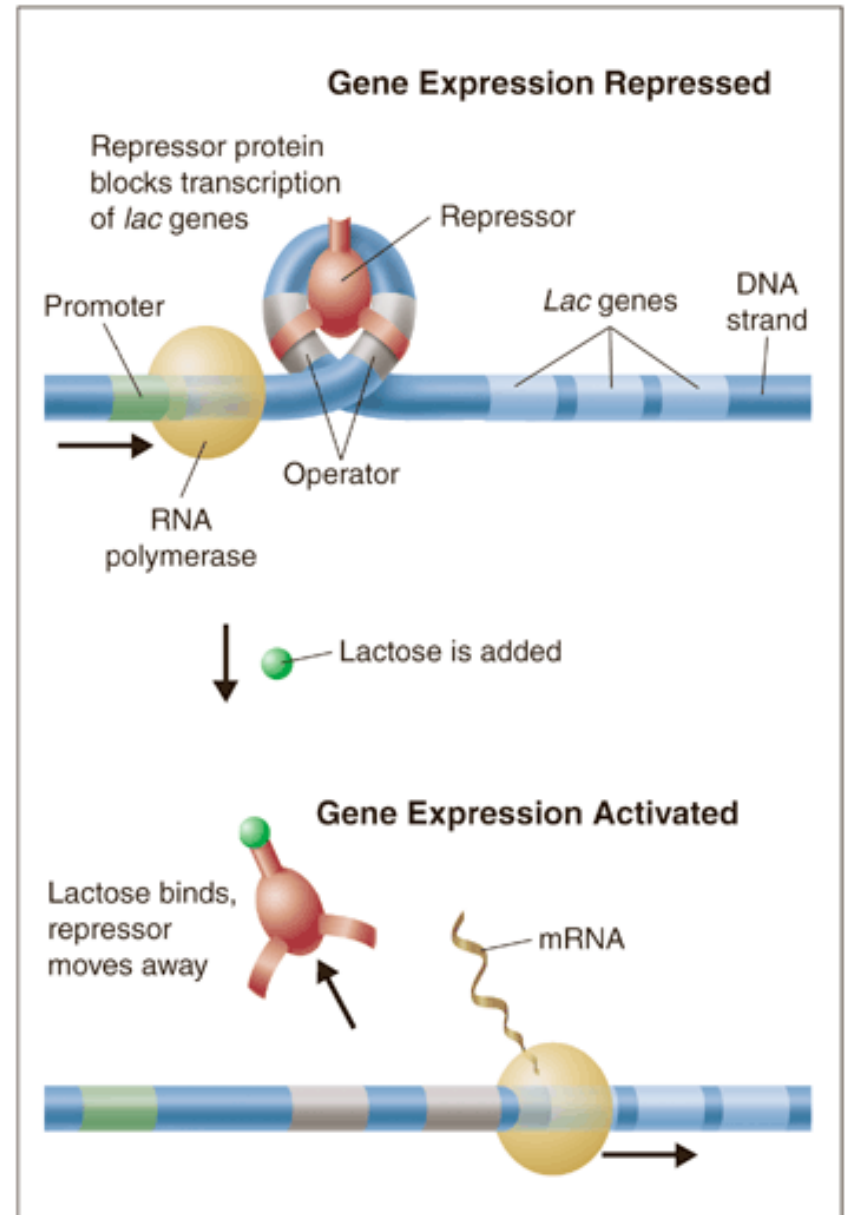 Gene Expression Repressed
Repressor protein
blocks transcription
of lac genes
Repressor
Promoter
Lac genes
DNA
strand
Operator
RNA
polymerase
Lactose is added
Gene Expression Activated
Lactose binds,
repressor
moves away
mRNA